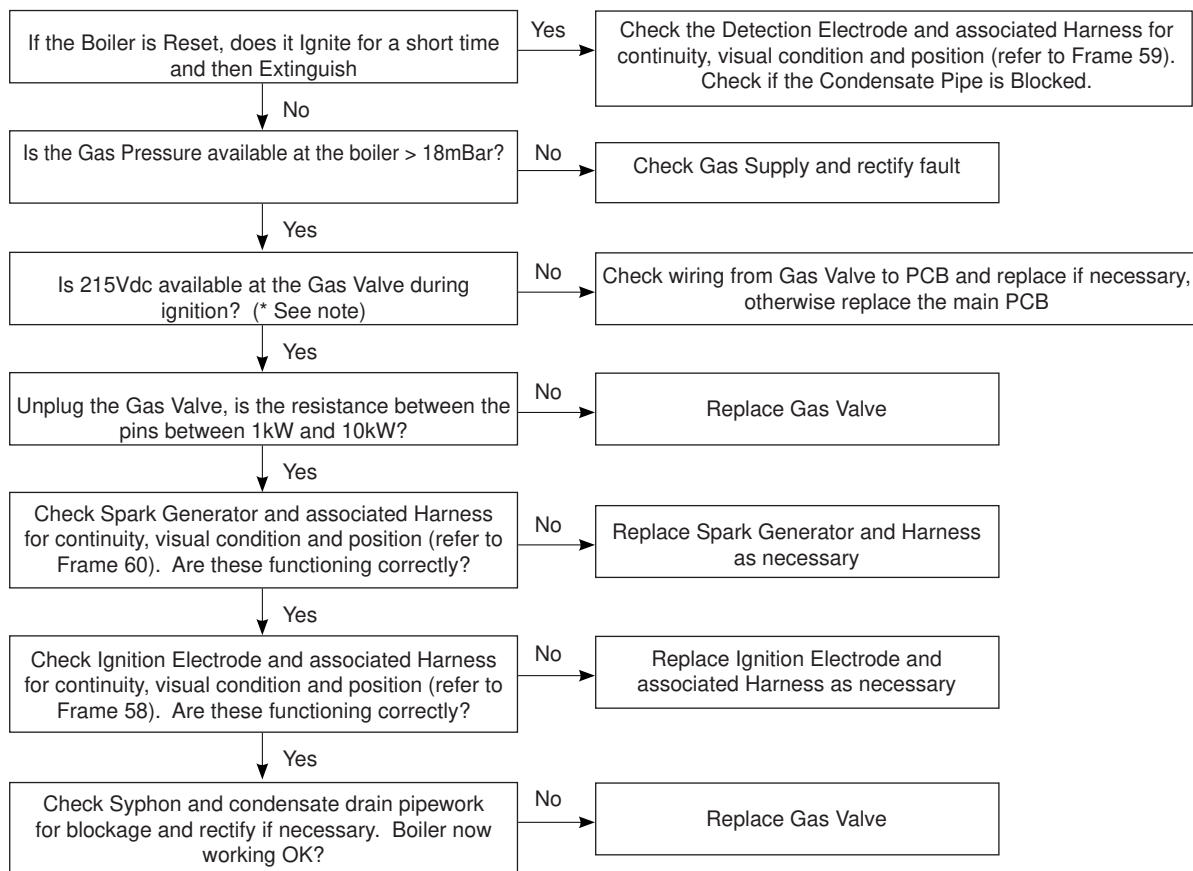 If the Boiler is Reset, does it Ignite for a short time
and then Extinguish
Yes
Check the Detection Electrode and associated Harness for
continuity, visual condition and position (refer to Frame 59).
Check if the Condensate Pipe is Blocked.
No
Is the Gas Pressure available at the boiler > 18mBar?
No
Check Gas Supply and rectify fault
Yes
Is 215Vdc available at the Gas Valve during
ignition? (* See note)
No
Check wiring from Gas Valve to PCB and replace if necessary,
otherwise replace the main PCB
Yes
Unplug the Gas Valve, is the resistance between the
pins between 1kW and 10kW?
No
Replace Gas Valve
Yes
Check Spark Generator and associated Harness
for continuity, visual condition and position (refer to
Frame 60). Are these functioning correctly?
No
Replace Spark Generator and Harness
as necessary
Yes
Check Ignition Electrode and associated Harness
for continuity, visual condition and position (refer to
Frame 58). Are these functioning correctly?
No
Replace Ignition Electrode and
associated Harness as necessary
Yes
Check Syphon and condensate drain pipework
for blockage and rectify if necessary. Boiler now
working OK?
No
Replace Gas Valve